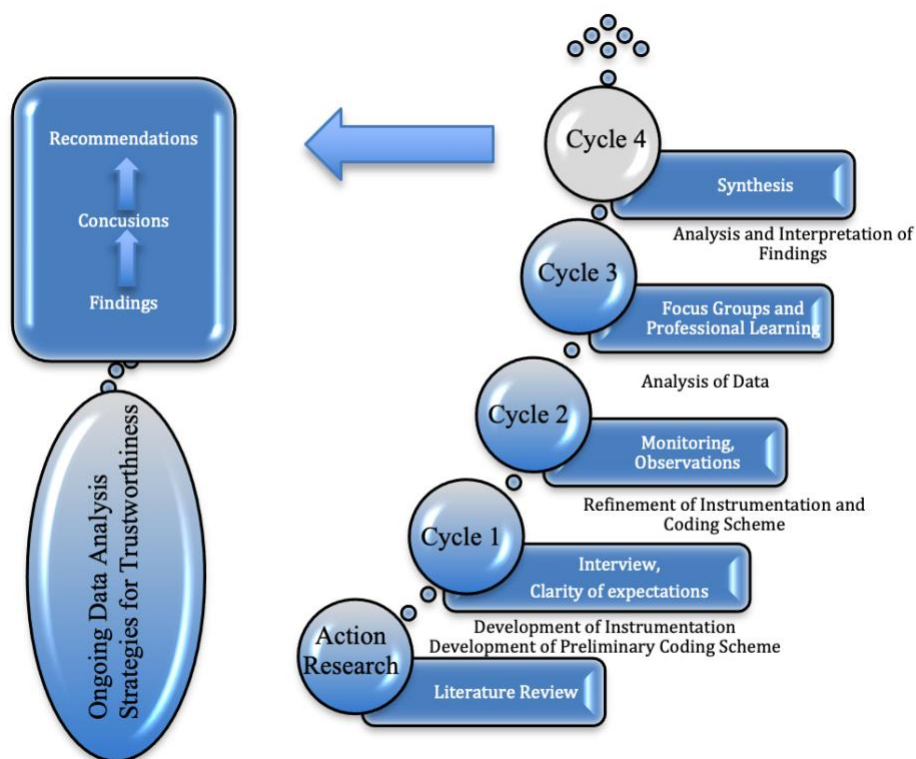 Recommendations
Concusions
Findings
Ongoing Data Analysis
Strategies for Trustworthiness
Cycle 4
Synthesis
Analysis and Interpretation of
Findings
Cycle 3
Focus Groups and
Professional Learning
Analysis of Data
Cycle 2
Monitoring,
Observations
Refinement of Instrumentation and
Coding Scheme
Cycle 1
Interview,
Clarity of expectations
Development of Instrumentation
Development of Preliminary Coding Scheme
Action
Research
Literature Review